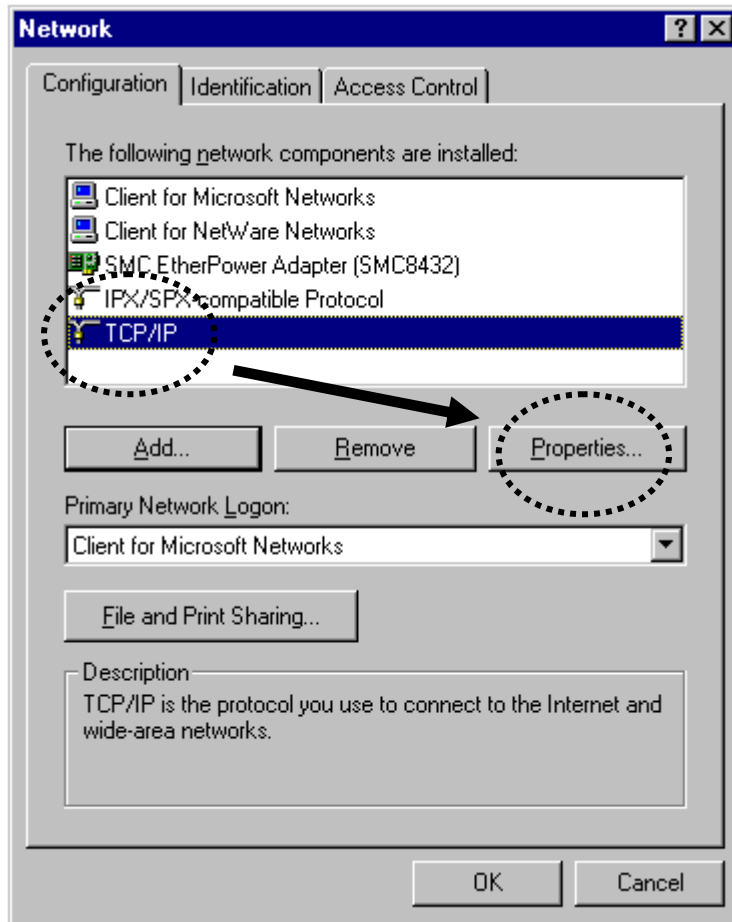 Network
Configuration Identification Access Control
The following network components are installed:
Client for Microsoft Networks
Client for NetWare Networks
SMC EtherPower Adapter (SMC8432)
IPX/SPX-compatible Protocol
TCP/IP
Add... Remove Properties...
Primary Network Logon:
Client for Microsoft Networks
File and Print Sharing...
Description
TCP/IP is the protocol you use to connect to the Internet and
wide-area networks.
OK Cancel